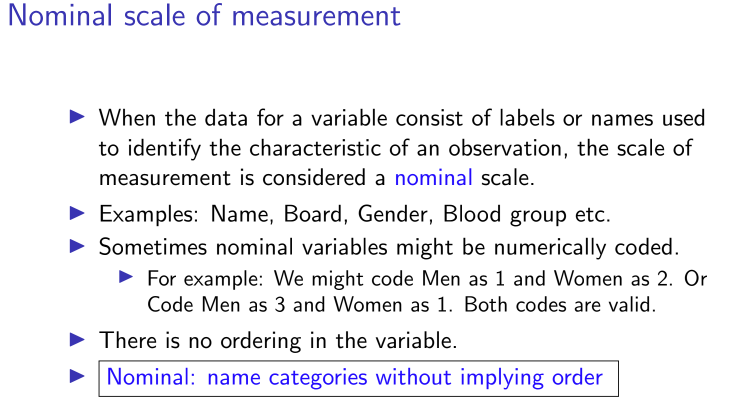 Nominal scale of measurement
When the data for a variable consist of labels or names used
to identify the characteristic of an observation, the scale of
measurement is considered a nominal scale.
Examples: Name, Board, Gender, Blood group etc.
Sometimes nominal variables might be numerically coded.
For example: We might code Men as 1 and Women as 2. Or
Code Men as 3 and Women as 1. Both codes are valid.
There is no ordering in the variable.
Nominal: name categories without implying order